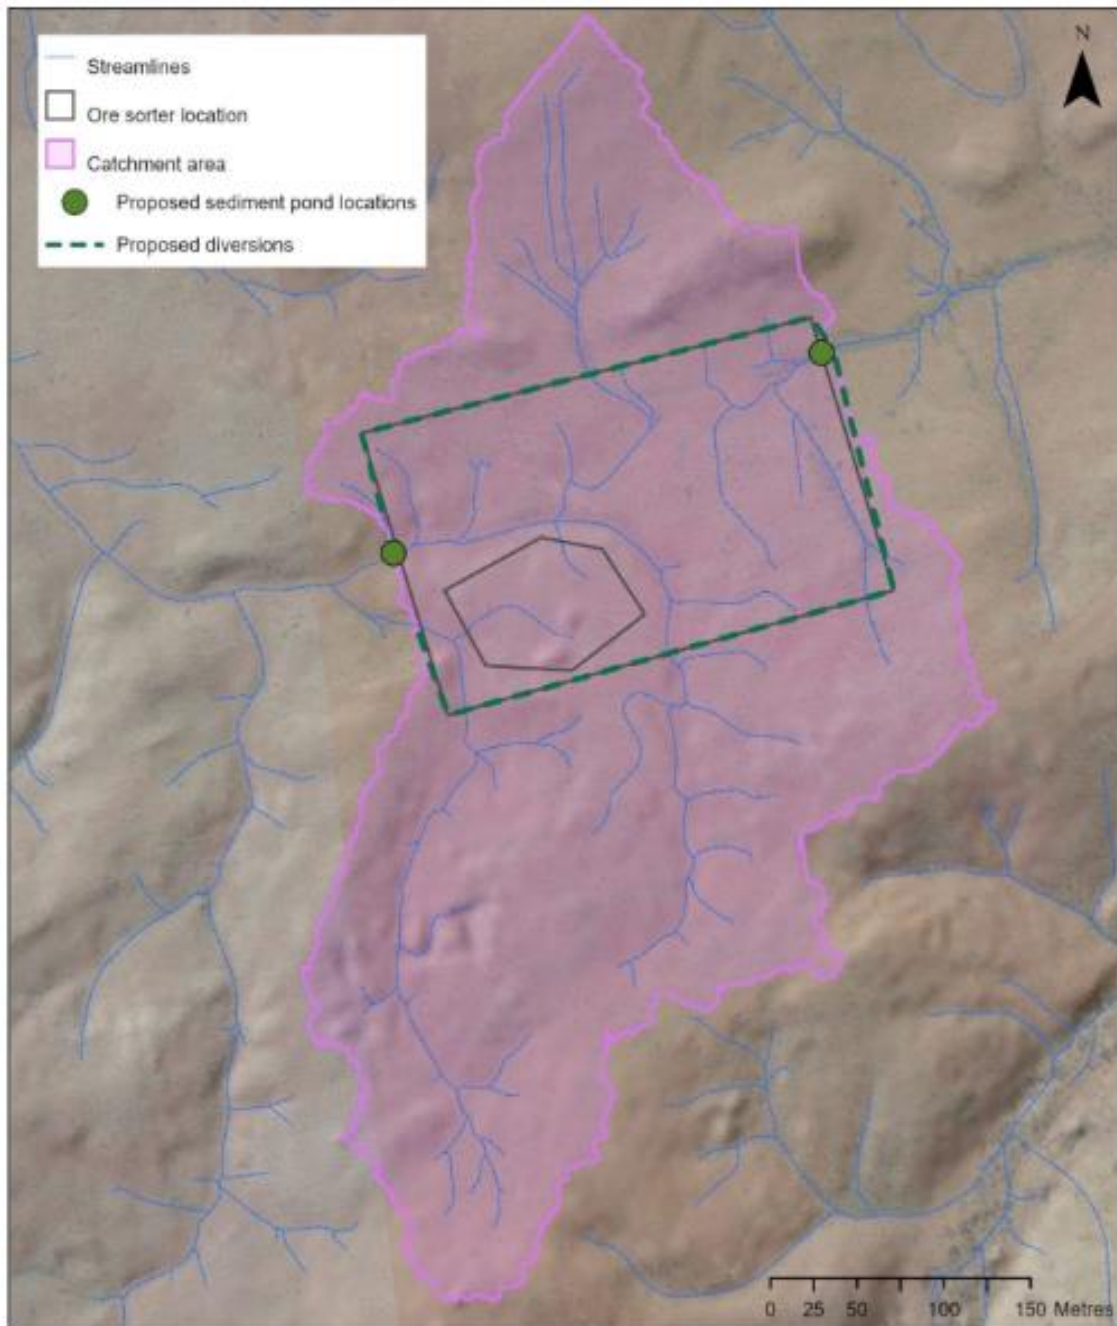 Streamlines
Ore sorter location
Catchment area
Proposed sediment pond locations
Proposed diversions
N
0 25 50 100 150 Metres